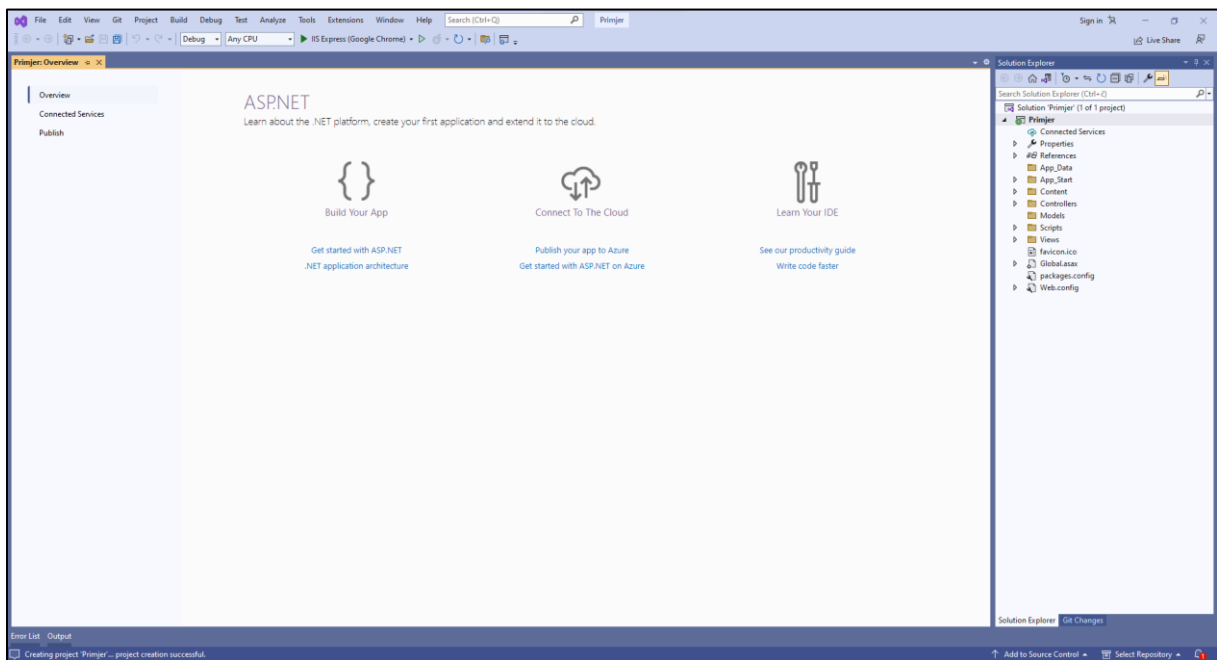 File Edit View Git Project Build Debug Test Analyze Tools Extensions Window Help Search (Ctrl+Q) Primjer Sign in
Debug Any CPU IIS Express (Google Chrome) Live Share
Primjer: Overview
Overview
Connected Services
Publish
ASP.NET
Learn about the .NET platform, create your first application and extend it to the cloud.
Build Your App
Get started with ASP.NET
.NET application architecture
Connect To The Cloud
Publish your app to Azure
Get started with ASP.NET on Azure
Learn Your IDE
See our productivity guide
Write code faster
Solution Explorer
Search Solution Explorer (Ctrl+č)
Solution 'Primjer' (1 of 1 project)
Primjer
Connected Services
Properties
References
App_Data
App_Start
Content
Controllers
Models
Scripts
Views
favicon.ico
Global.asax
packages.config
Web.config
Solution Explorer Git Changes
Error List Output
Creating project 'Primjer'... project creation successful. Add to Source Control Select Repository 1